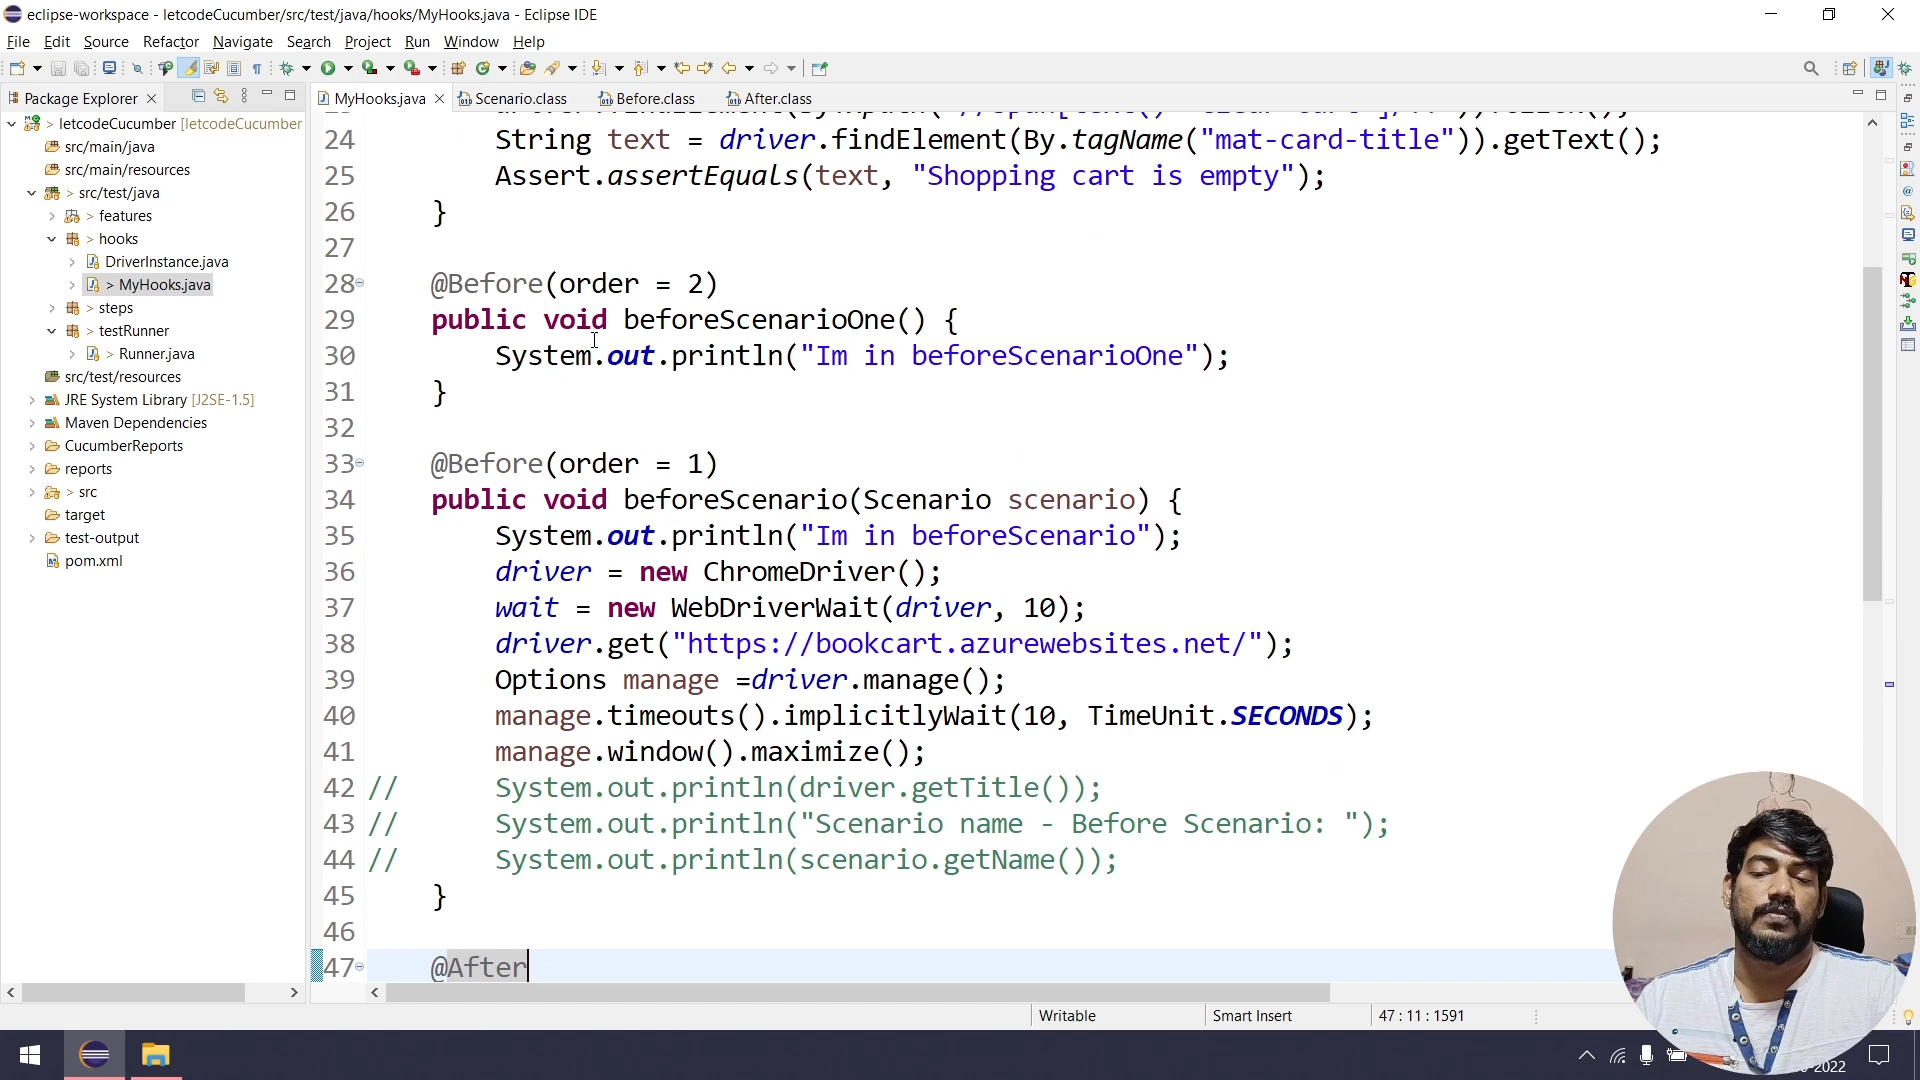 eclipse-workspace - letcodeCucumber/src/test/java/hooks/MyHooks.java - Eclipse IDE
File Edit Source Refactor Navigate Search Project Run Window Help
Package Explorer
MyHooks.java Scenario.class Before.class After.class
> letcodeCucumber [letcodeCucumber
src/main/java
src/main/resources
> src/test/java
> features
> hooks
DriverInstance.java
> MyHooks.java
> steps
> testRunner
> Runner.java
src/test/resources
JRE System Library [J2SE-1.5]
Maven Dependencies
CucumberReports
reports
> src
target
test-output
pom.xml
24 String text = driver.findElement(By.tagName("mat-card-title")).getText();
25 Assert.assertEquals(text, "Shopping cart is empty");
26 }
27
28 @Before(order = 2)
29 public void beforeScenarioOne() {
30 System.out.println("Im in beforeScenarioOne");
31 }
32
33 @Before(order = 1)
34 public void beforeScenario(Scenario scenario) {
35 System.out.println("Im in beforeScenario");
36 driver = new ChromeDriver();
37 wait = new WebDriverWait(driver, 10);
38 driver.get("https://bookcart.azurewebsites.net/");
39 Options manage =driver.manage();
40 manage.timeouts().implicitlyWait(10, TimeUnit.SECONDS);
41 manage.window().maximize();
42 // System.out.println(driver.getTitle());
43 // System.out.println("Scenario name - Before Scenario: ");
44 // System.out.println(scenario.getName());
45 }
46
47 @After
Writable Smart Insert 47 : 11 : 1591
-2022